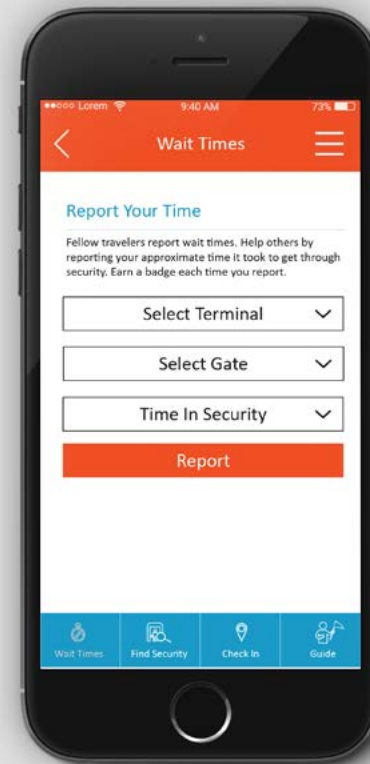 ●●○○○ Lorem 9:40 AM 73%
Wait Times
Report Your Time
Fellow travelers report wait times. Help others by
reporting your approximate time it took to get through
security. Earn a badge each time you report.
Select Terminal
Select Gate
Time In Security
Report
Wait Times Find Security Check In Guide